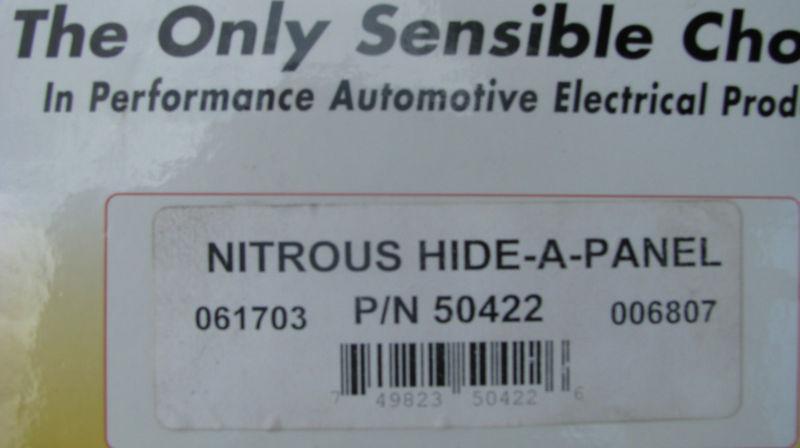 The Only Sensible Cho
In Performance Automotive Electrical Prod
NITROUS HIDE-A-PANEL
061703 P/N 50422 006807
7 49823 50422 6